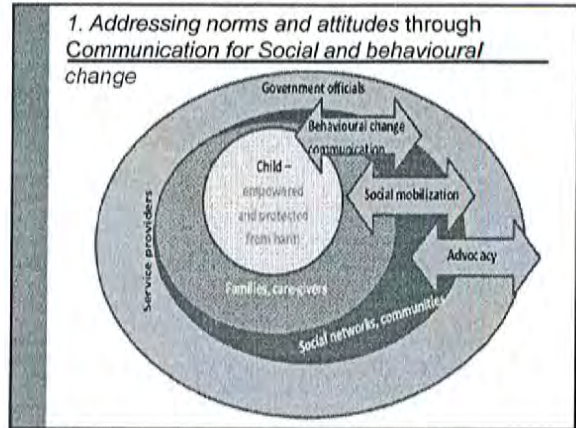 1. Addressing norms and attitudes through
Communication for Social and behavioural
change
Government officials
Behavioural change
communication
Child –
empowered
and protected
from harm
Social mobilization
Advocacy
Service providers
Families, care-givers
Social networks, communities